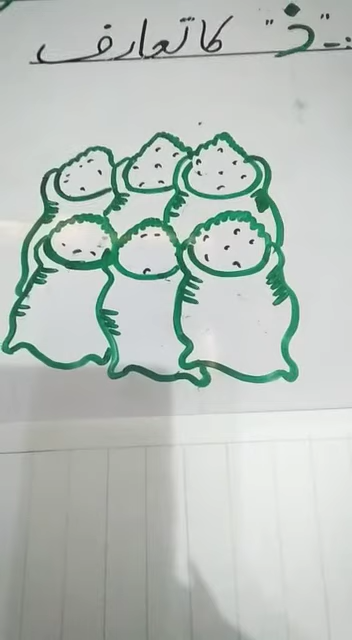 :- "ذ" کا تعارف